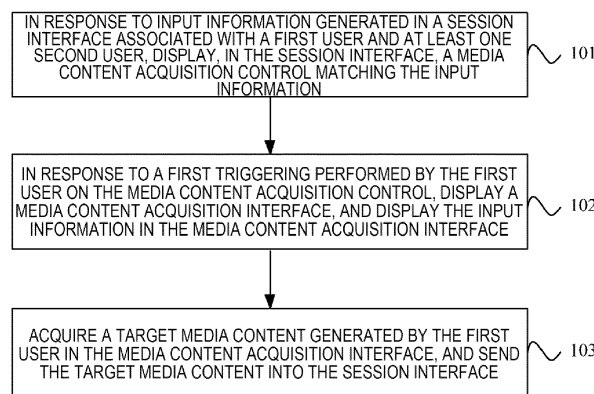 IN RESPONSE TO INPUT INFORMATION GENERATED IN A SESSION
INTERFACE ASSOCIATED WITH A FIRST USER AND AT LEAST ONE
SECOND USER, DISPLAY, IN THE SESSION INTERFACE, A MEDIA
CONTENT ACQUISITION CONTROL MATCHING THE INPUT
INFORMATION
101
IN RESPONSE TO A FIRST TRIGGERING PERFORMED BY THE FIRST
USER ON THE MEDIA CONTENT ACQUISITION CONTROL, DISPLAY A
MEDIA CONTENT ACQUISITION INTERFACE, AND DISPLAY THE INPUT
INFORMATION IN THE MEDIA CONTENT ACQUISITION INTERFACE
102
ACQUIRE A TARGET MEDIA CONTENT GENERATED BY THE FIRST
USER IN THE MEDIA CONTENT ACQUISITION INTERFACE, AND SEND
THE TARGET MEDIA CONTENT INTO THE SESSION INTERFACE
103